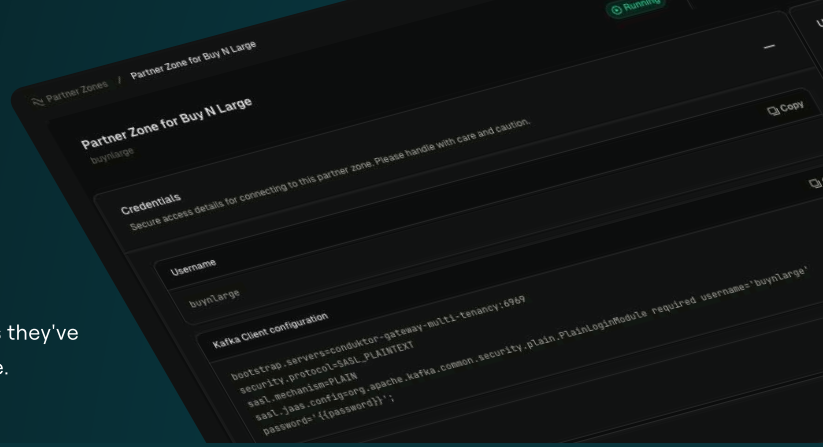 Running
Partner Zones / Partner Zone for Buy N Large
Partner Zone for Buy N Large
buynlarge
Credentials
Secure access details for connecting to this partner zone. Please handle with care and caution.
Copy
Username
buynlarge
Kafka Client configuration
bootstrap.servers=conduktor-gateway-multi-tenancy:6969
security.protocol=SASL_PLAINTEXT
sasl.mechanism=PLAIN
sasl.jaas.config=org.apache.kafka.common.security.plain.PlainLoginModule required username='buynlarge'
password='{{password}}';
they've